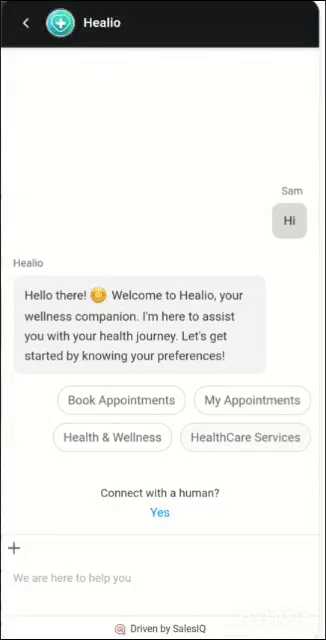 Healio
Sam
Hi
Healio
Hello there! Welcome to Healio, your
wellness companion. I'm here to assist
you with your health journey. Let's get
started by knowing your preferences!
Book Appointments My Appointments
Health & Wellness HealthCare Services
Connect with a human?
Yes
We are here to help you
Driven by SalesIQ